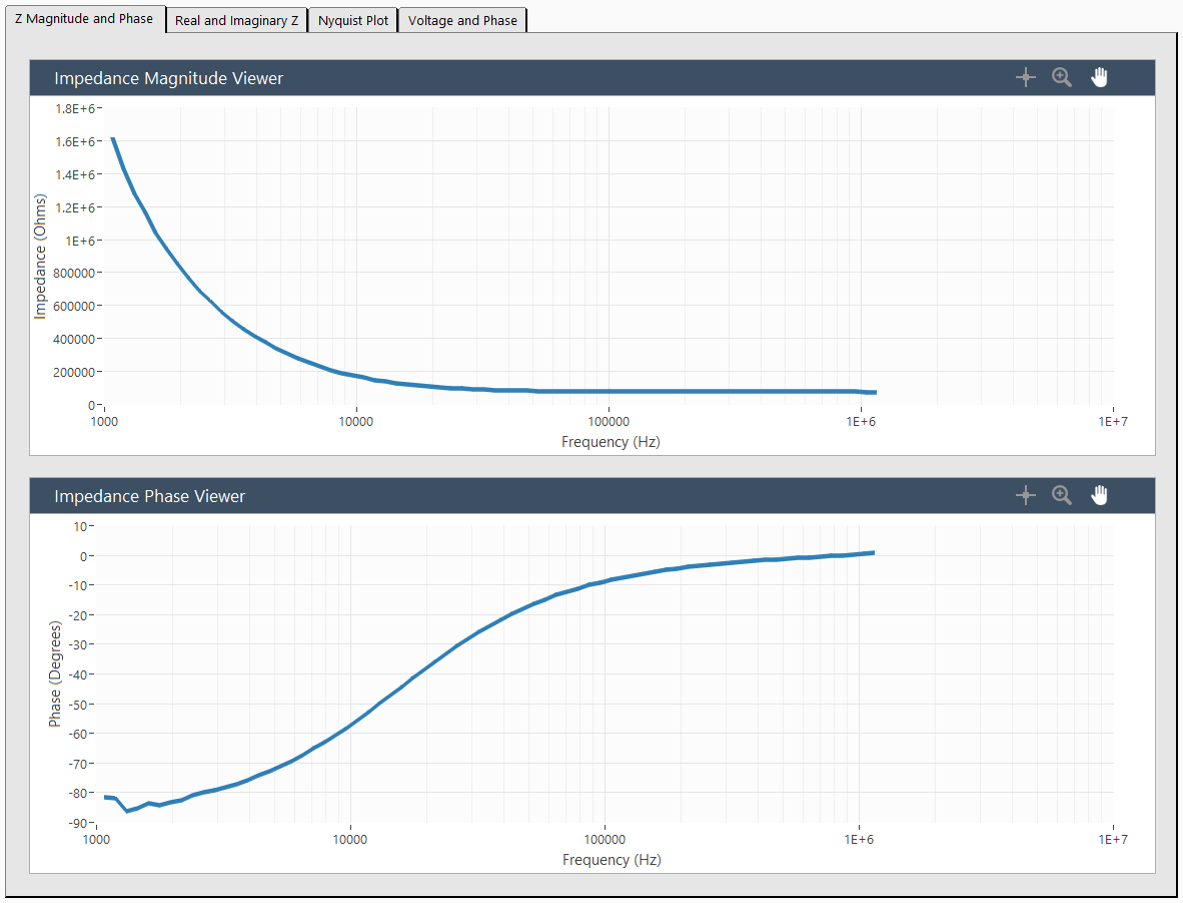 Z Magnitude and Phase Real and Imaginary Z Nyquist Plot Voltage and Phase
Impedance Magnitude Viewer
1.8E+6
1.6E+6
1.4E+6
1.2E+6
1E+6
800000
600000
400000
200000
0
Impedance (Ohms)
1000 10000 100000 1E+6 1E+7
Frequency (Hz)
Impedance Phase Viewer
10
0
-10
-20
-30
-40
-50
-60
-70
-80
-90
Phase (Degrees)
1000 10000 100000 1E+6 1E+7
Frequency (Hz)